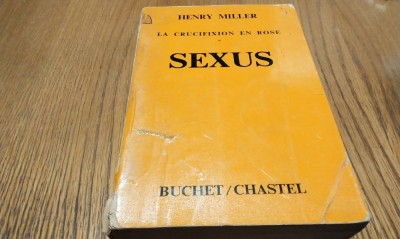 HENRY MILLER
LA CRUCIFIXION EN ROSE
SEXUS
BUCHET/CHASTEL